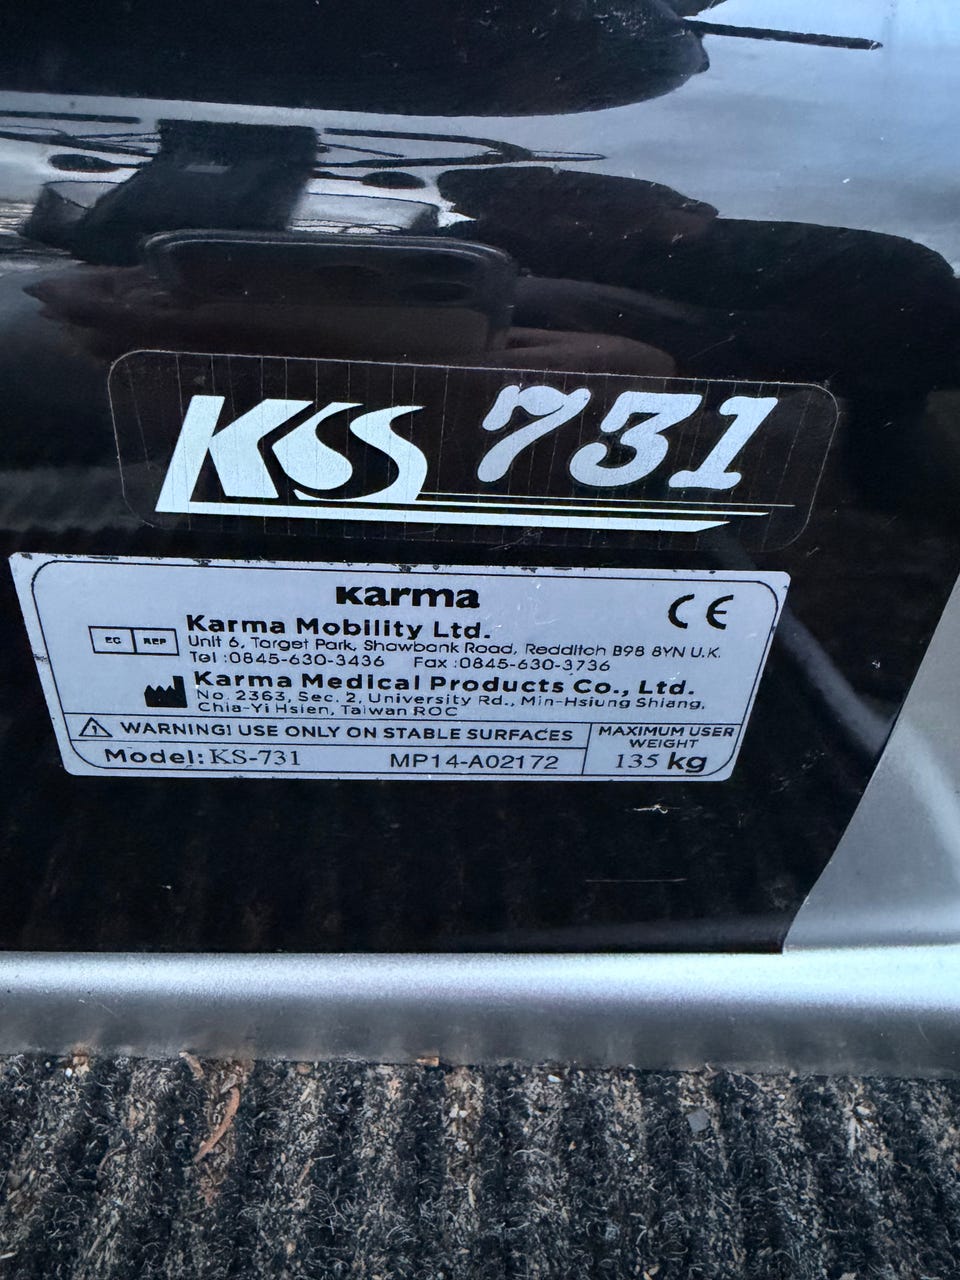 KS 731
karma
CE
EC REP
Karma Mobility Ltd.
Unit 6, Target Park, Shawbank Road, Redditch B98 8YN U.K.
Tel :0845-630-3436 Fax :0845-630-3736
Karma Medical Products Co., Ltd.
No. 2363, Sec. 2, University Rd., Min-Hsiung Shiang,
Chia-Yi Hsien, Taiwan ROC
WARNING! USE ONLY ON STABLE SURFACES
MAXIMUM USER
WEIGHT
135 kg
Model: KS-731 MP14-A02172